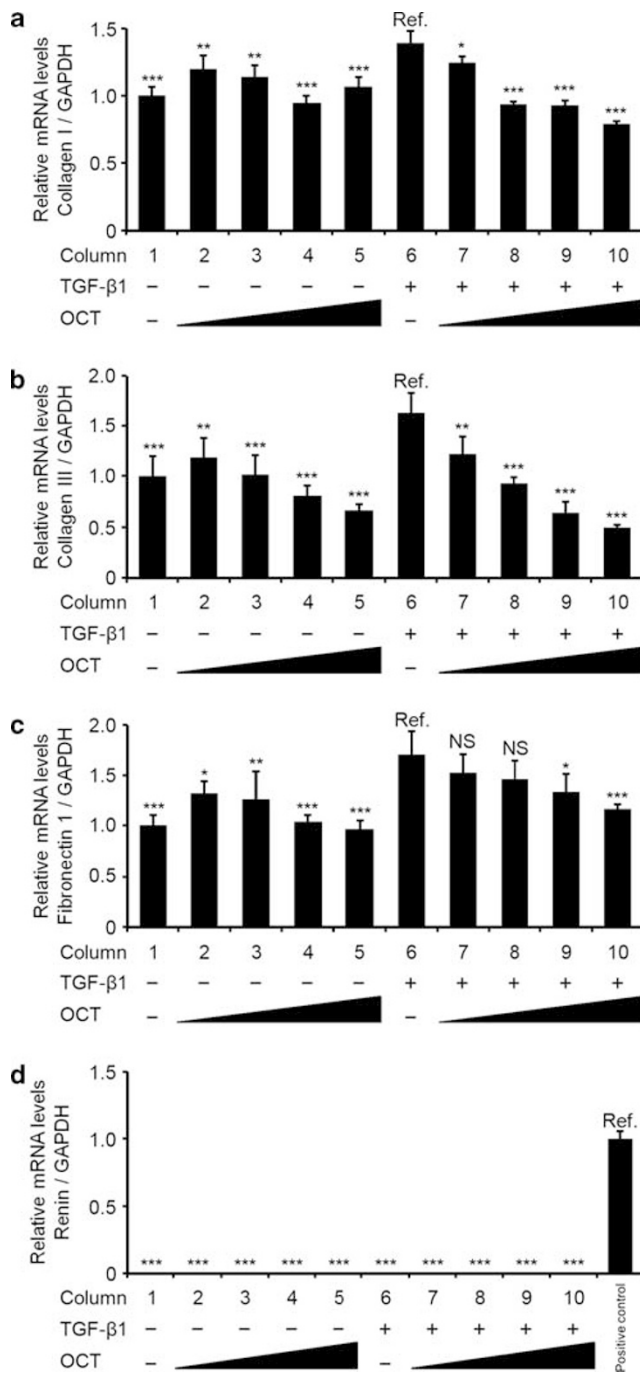 a
Relative mRNA levels
Collagen I / GAPDH
1.5
1.0
0.5
0
*** ** ** *** *** Ref. * *** *** ***
Column 1 2 3 4 5 6 7 8 9 10
TGF-β1 – – – – – + + + + +
OCT – –
b
Relative mRNA levels
Collagen III / GAPDH
2.0
1.5
1.0
0.5
0
*** ** *** *** *** Ref. ** *** *** ***
Column 1 2 3 4 5 6 7 8 9 10
TGF-β1 – – – – – + + + + +
OCT – –
c
Relative mRNA levels
Fibronectin 1 / GAPDH
2.0
1.5
1.0
0.5
0
*** * ** *** *** Ref. NS NS * ***
Column 1 2 3 4 5 6 7 8 9 10
TGF-β1 – – – – – + + + + +
OCT – –
d
Relative mRNA levels
Renin / GAPDH
1.5
1.0
0.5
0
*** *** *** *** *** *** *** *** *** *** Ref.
Column 1 2 3 4 5 6 7 8 9 10
TGF-β1 – – – – – + + + + +
OCT – –
Positive control